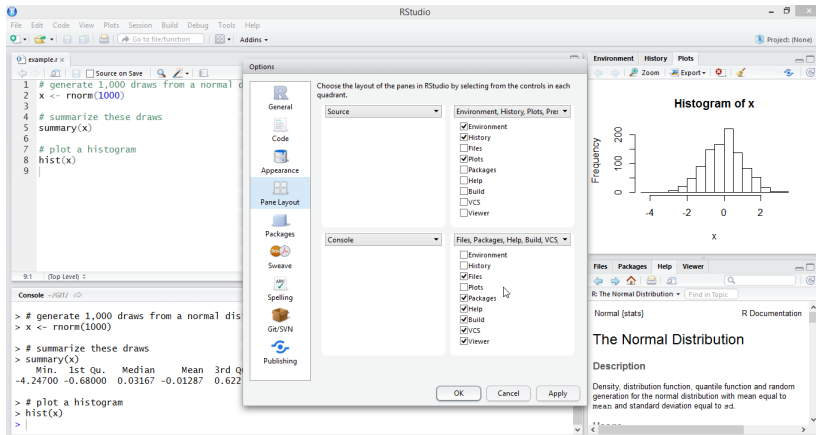 RStudio
File Edit Code View Plots Session Build Debug Tools Help
Go to file/function Addins Project: (None)
example.r
Source on Save
1 # generate 1,000 draws from a normal d
2 x <- rnorm(1000)
3
4 # summarize these draws
5 summary(x)
6
7 # plot a histogram
8 hist(x)
9
9:1 (Top Level)
Console ~/GIT/
> # generate 1,000 draws from a normal dis
> x <- rnorm(1000)
> # summarize these draws
> summary(x)
Min. 1st Qu. Median Mean 3rd Q
-4.24700 -0.68000 0.03167 -0.01287 0.622
> # plot a histogram
> hist(x)
>
Options
General
Code
Appearance
Pane Layout
Packages
Sweave
ABC
Spelling
Git/SVN
Publishing
Choose the layout of the panes in RStudio by selecting from the controls in each
quadrant.
Source
Environment, History, Plots, Pres
Environment
History
Files
Plots
Packages
Help
Build
VCS
Viewer
Console
Files, Packages, Help, Build, VCS,
Environment
History
Files
Plots
Packages
Help
Build
VCS
Viewer
OK Cancel Apply
Environment History Plots
Zoom Export
Histogram of x
Frequency
200
100
0
-4 -2 0 2
x
Files Packages Help Viewer
R: The Normal Distribution Find in Topic
Normal {stats} R Documentation
The Normal Distribution
Description
Density, distribution function, quantile function and random
generation for the normal distribution with mean equal to
mean and standard deviation equal to sd.